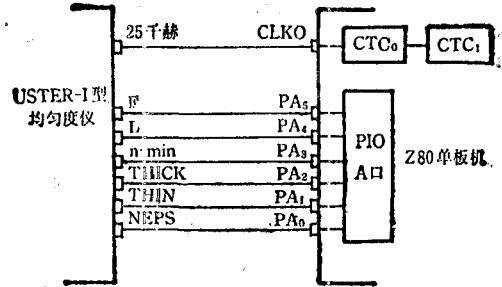 25千赫 CLKO CTC₀ CTC₁
USTER-I型
均匀度仪
F PA₅
L PA₄
n·min PA₃
THICK PA₂
THIN PA₁
NEPS PA₀
PIO
A口
Z80单板机